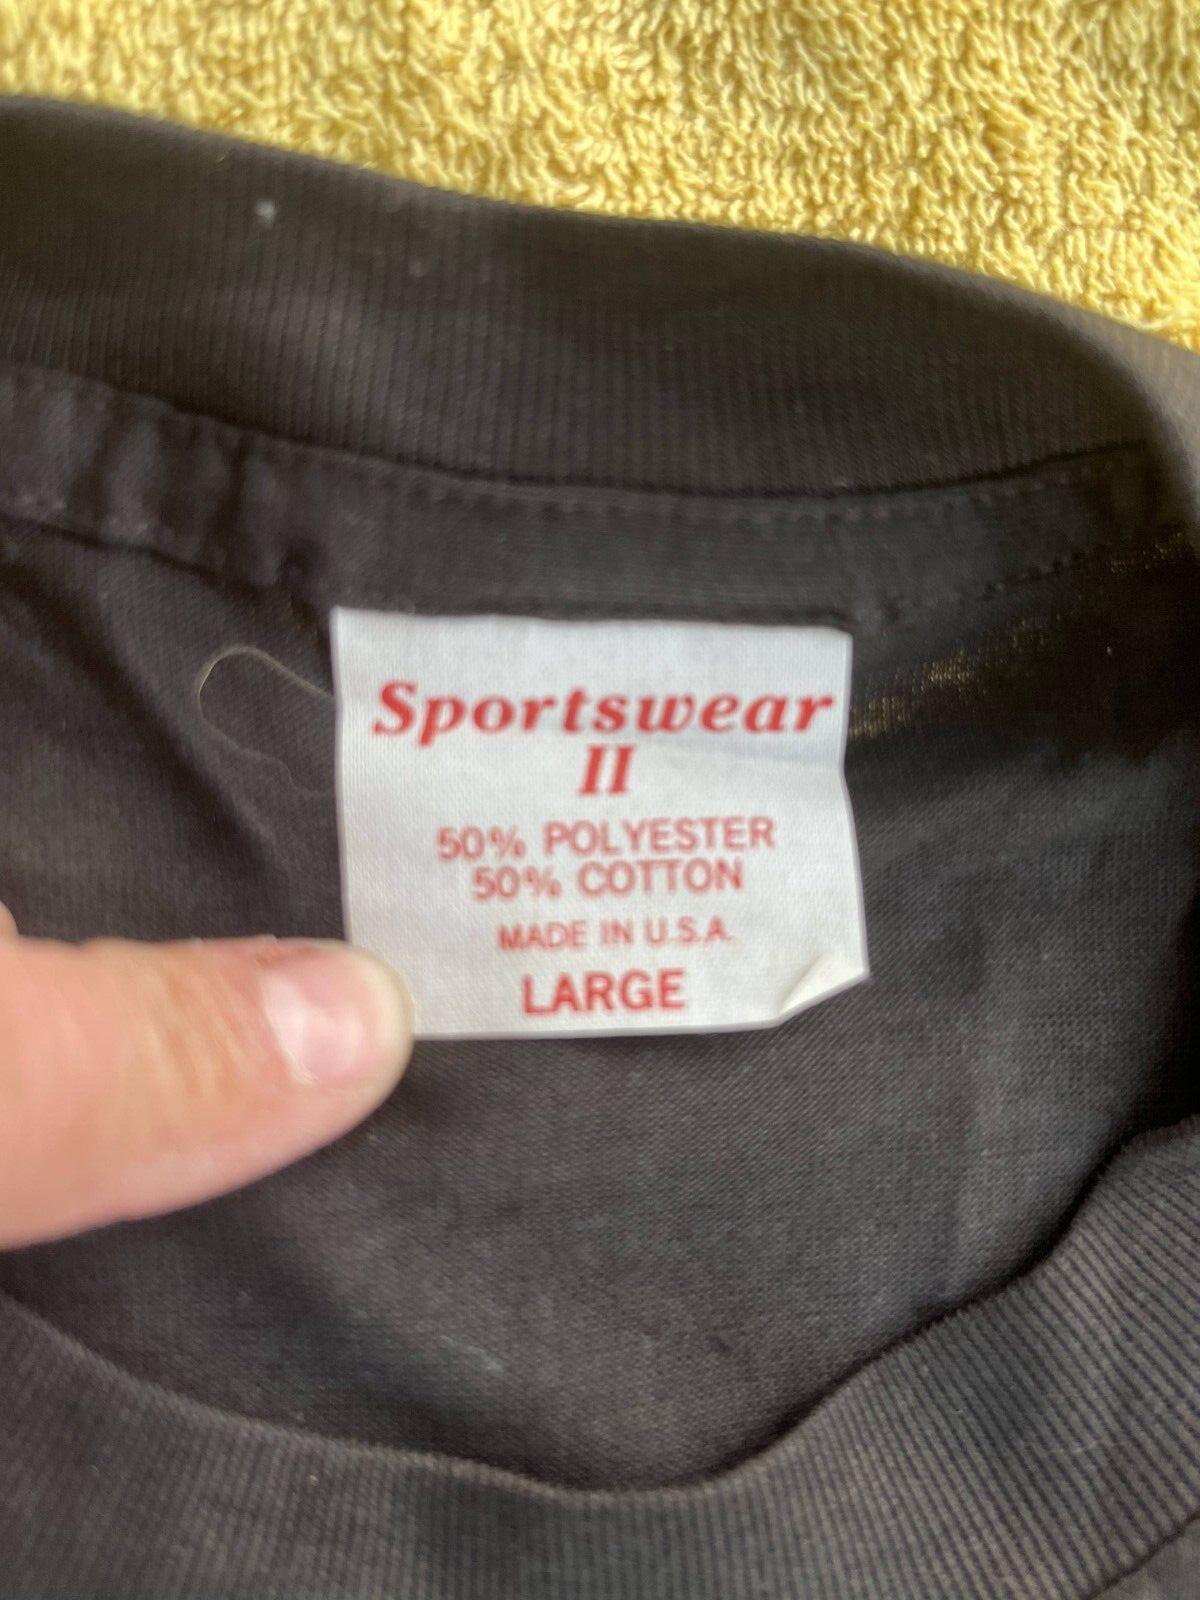 Sportswear
II
50% POLYESTER
50% COTTON
MADE IN U.S.A.
LARGE